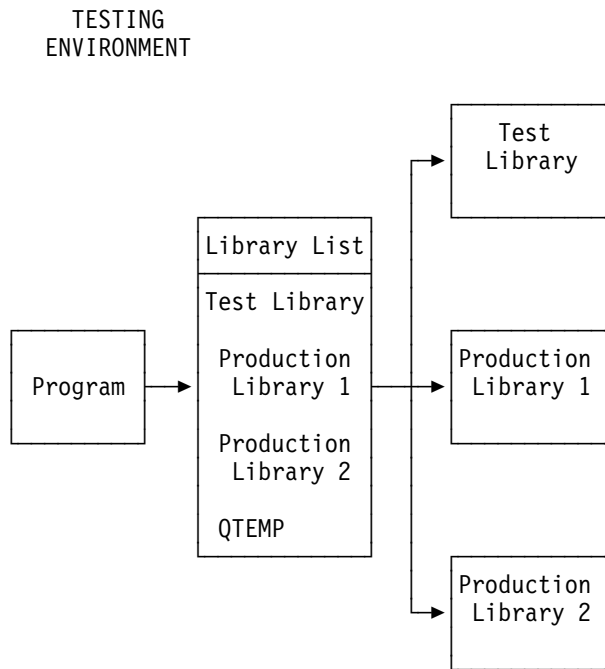 TESTING
ENVIRONMENT
Test
Library
Library List
Test Library
Production
Library 1
Production
Library 2
QTEMP
Program
Production
Library 1
Production
Library 2